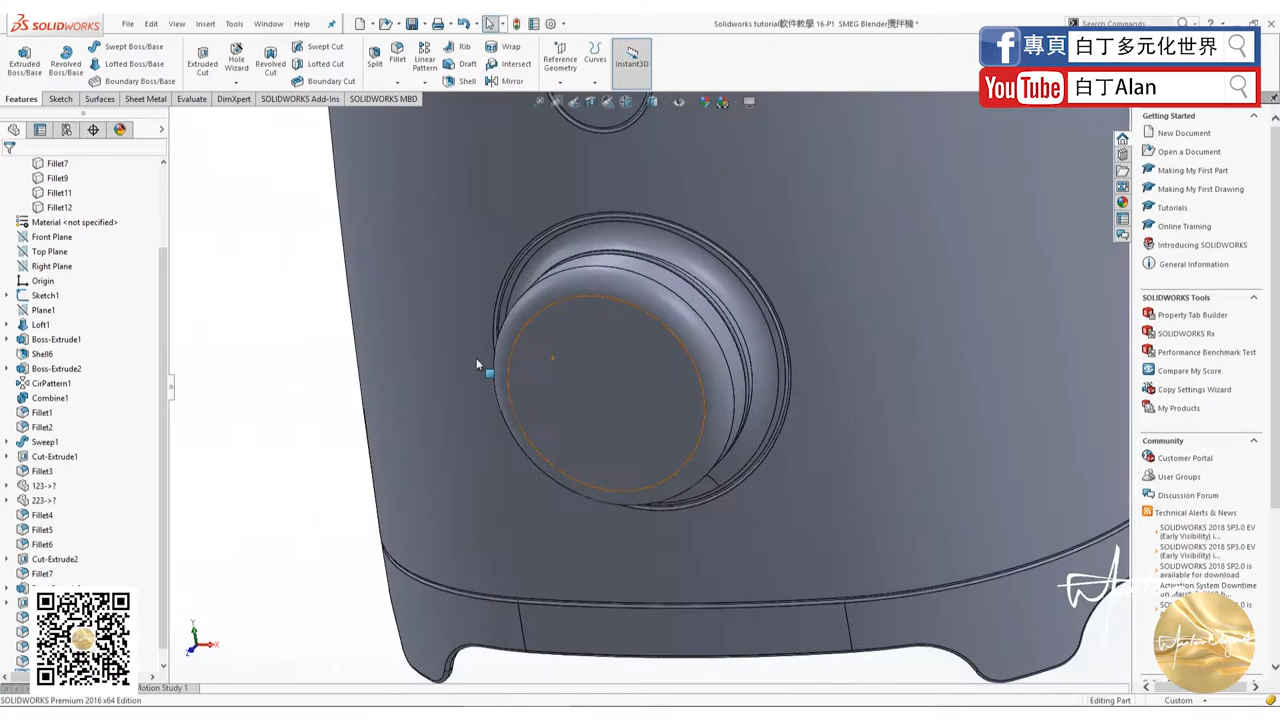 SOLIDWORKS
File Edit View Insert Tools Window Help
Solidworks tutorial軟件教學 16-P1 SMEG Blender攪拌機 *
Search Commands
專頁 白丁多元化世界
YouTube 白丁Alan
Extruded Boss/Base
Revolved Boss/Base
Swept Boss/Base
Lofted Boss/Base
Boundary Boss/Base
Extruded Cut
Hole Wizard
Revolved Cut
Swept Cut
Lofted Cut
Boundary Cut
Split
Fillet
Linear Pattern
Rib
Draft
Shell
Wrap
Intersect
Mirror
Reference Geometry
Curves
Instant3D
Features Sketch Surfaces Sheet Metal Evaluate DimXpert SOLIDWORKS Add-Ins SOLIDWORKS MBD
Fillet7
Fillet9
Fillet11
Fillet12
Material <not specified>
Front Plane
Top Plane
Right Plane
Origin
Sketch1
Plane1
Loft1
Boss-Extrude1
Shell6
Boss-Extrude2
CirPattern1
Combine1
Fillet1
Fillet2
Sweep1
Cut-Extrude1
Fillet3
123->?
223->?
Fillet4
Fillet5
Fillet6
Cut-Extrude2
Fillet7
Y
X
Z
Motion Study 1
SOLIDWORKS Premium 2016 x64 Edition
Getting Started
New Document
Open a Document
Making My First Part
Making My First Drawing
Tutorials
Online Training
Introducing SOLIDWORKS
General Information
SOLIDWORKS Tools
Property Tab Builder
SOLIDWORKS Rx
Performance Benchmark Test
Compare My Score
Copy Settings Wizard
My Products
Community
Customer Portal
User Groups
Discussion Forum
Technical Alerts & News
SOLIDWORKS 2018 SP3.0 EV
(Early Visibility) i...
SOLIDWORKS 2018 SP3.0 EV
(Early Visibility) i...
SOLIDWORKS 2018 SP2.0 is
available for download
Activation System Downtime
Editing Part
Custom